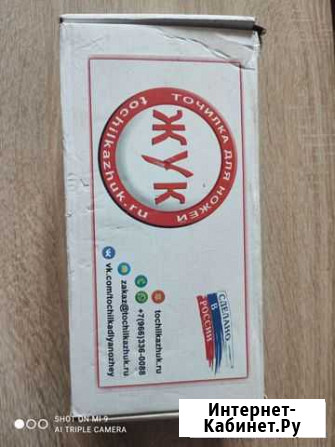 ТОЧИЛКА ДЛЯ НОЖЕЙ
ЖУК
tochilkazhuk.ru
СДЕЛАНО
В
РОССИИ
tochilkazhuk.ru
+7(966)336-0088
zakaz@tochilkazhuk.ru
vk.com/tochilkadlyanozhey
SHOT ON MI 9
AI TRIPLE CAMERA
Интернет-
Кабинет.Ру